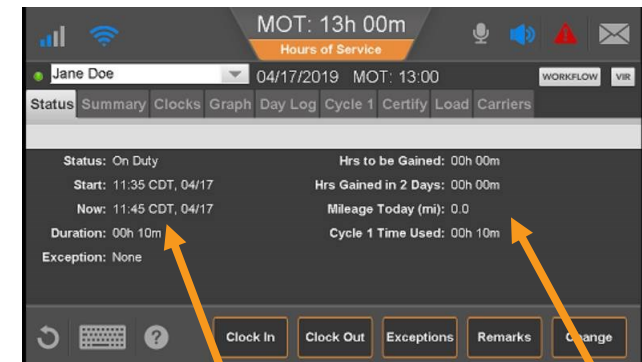 MOT: 13h 00m
Hours of Service
Jane Doe
04/17/2019 MOT: 13:00
WORKFLOW
VIR
Status Summary Clocks Graph Day Log Cycle 1 Certify Load Carriers
Status: On Duty
Hrs to be Gained: 00h 00m
Start: 11:35 CDT, 04/17
Hrs Gained in 2 Days: 00h 00m
Now: 11:45 CDT, 04/17
Mileage Today (mi): 0.0
Duration: 00h 10m
Cycle 1 Time Used: 00h 10m
Exception: None
?
Clock In
Clock Out
Exceptions
Remarks
Change